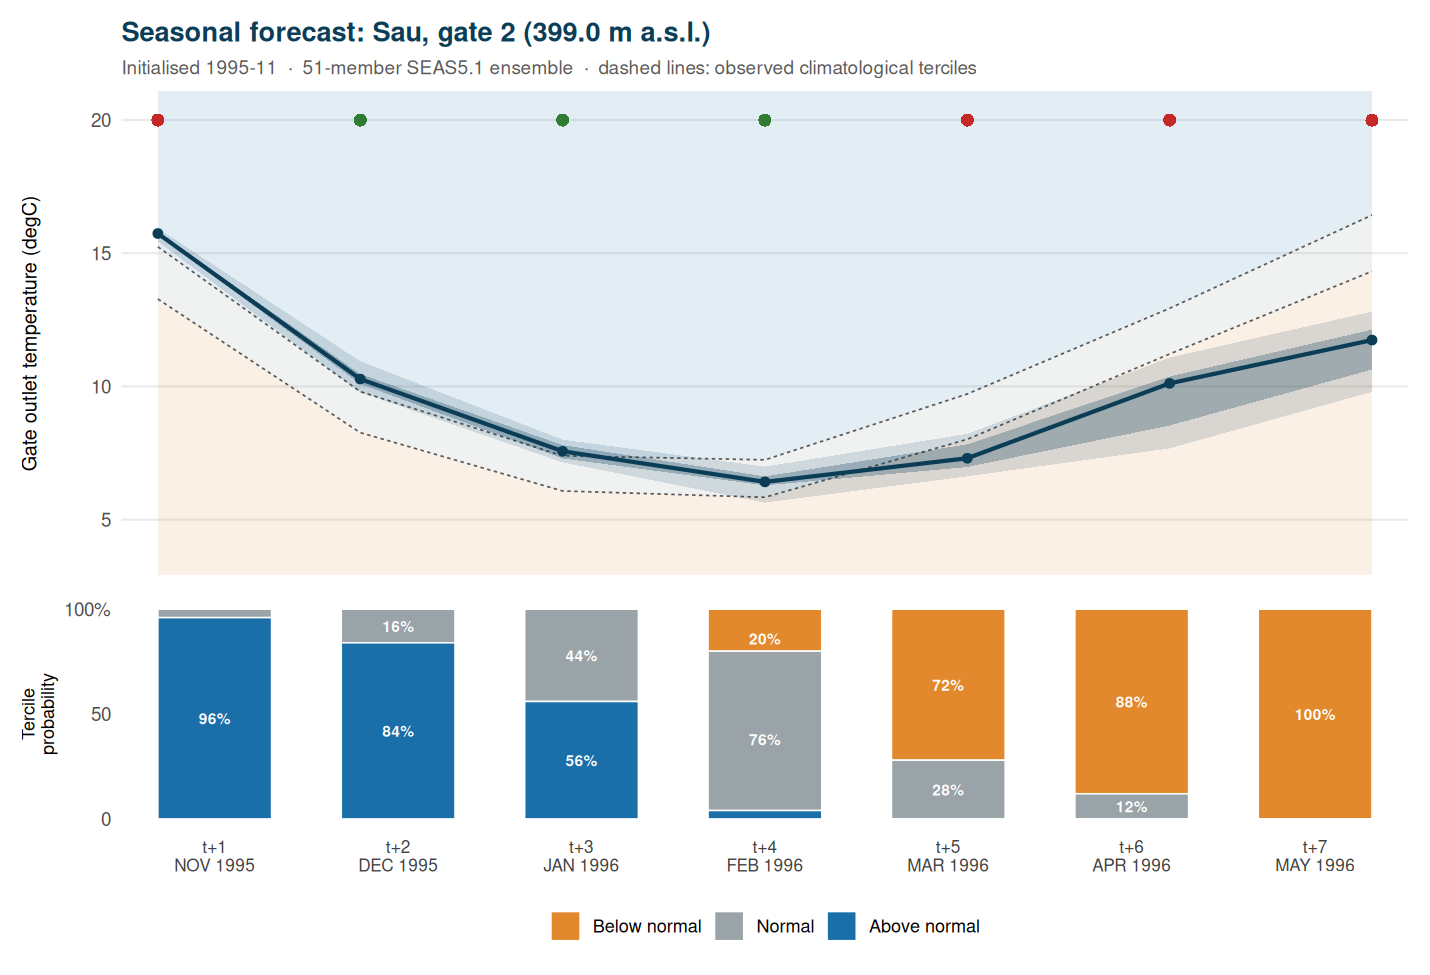 Seasonal forecast: Sau, gate 2 (399.0 m a.s.l.)
Initialised 1995-11 · 51-member SEAS5.1 ensemble · dashed lines: observed climatological terciles
Gate outlet temperature (degC)
20
15
10
5
Tercile
probability
100%
50
0
96%
16%
84%
44%
56%
20%
76%
72%
28%
88%
12%
100%
t+1
NOV 1995
t+2
DEC 1995
t+3
JAN 1996
t+4
FEB 1996
t+5
MAR 1996
t+6
APR 1996
t+7
MAY 1996
Below normal
Normal
Above normal